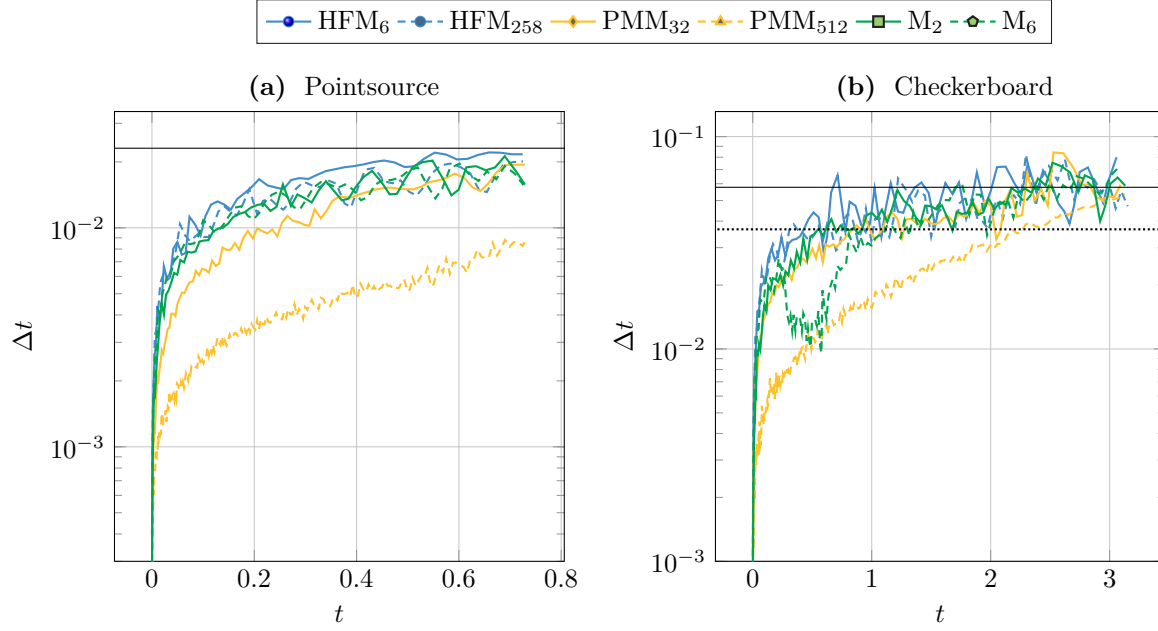 HFM₆ HFM₂₅₈ PMM₃₂ PMM₅₁₂ M₂ M₆
(a) Pointsource
(b) Checkerboard
10⁻²
10⁻³
Δt
0 0.2 0.4 0.6 0.8
t
10⁻¹
10⁻²
10⁻³
Δt
0 1 2 3
t